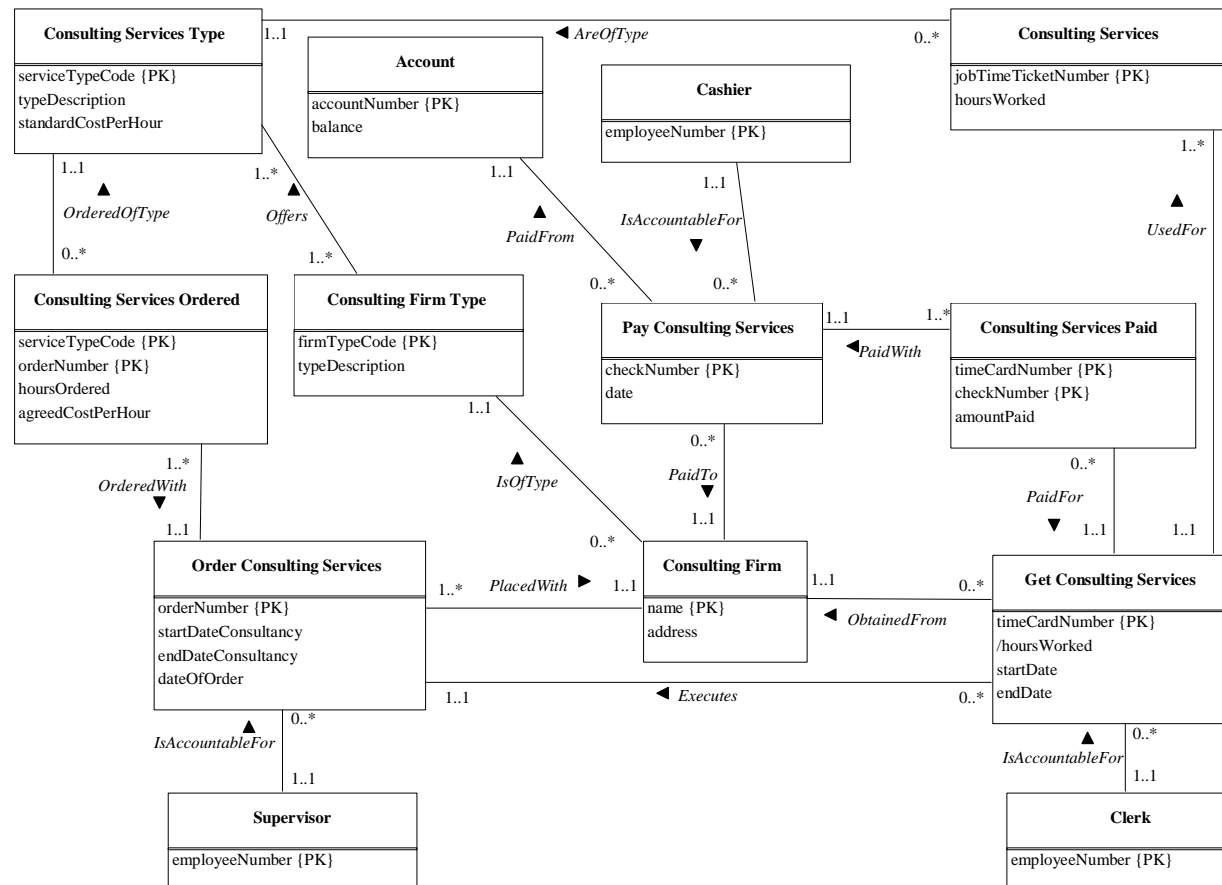 Consulting Services Type
serviceTypeCode {PK}
typeDescription
standardCostPerHour
1..1
AreOfType
0..*
Consulting Services
jobTimeTicketNumber {PK}
hoursWorked
Account
accountNumber {PK}
balance
Cashier
employeeNumber {PK}
1..1
OrderedOfType
0..*
1..*
Offers
1..*
1..1
PaidFrom
0..*
1..1
IsAccountableFor
0..*
1..*
UsedFor
1..1
Consulting Services Ordered
serviceTypeCode {PK}
orderNumber {PK}
hoursOrdered
agreedCostPerHour
Consulting Firm Type
firmTypeCode {PK}
typeDescription
Pay Consulting Services
checkNumber {PK}
date
1..1
PaidWith
1..*
Consulting Services Paid
timeCardNumber {PK}
checkNumber {PK}
amountPaid
1..*
OrderedWith
1..1
1..1
IsOfType
0..*
0..*
PaidTo
1..1
0..*
PaidFor
1..1
Order Consulting Services
orderNumber {PK}
startDateConsultancy
endDateConsultancy
dateOfOrder
1..*
PlacedWith
1..1
Consulting Firm
name {PK}
address
1..1
ObtainedFrom
0..*
Get Consulting Services
timeCardNumber {PK}
/hoursWorked
startDate
endDate
1..1
Executes
0..*
0..*
IsAccountableFor
1..1
0..*
IsAccountableFor
1..1
Supervisor
employeeNumber {PK}
Clerk
employeeNumber {PK}